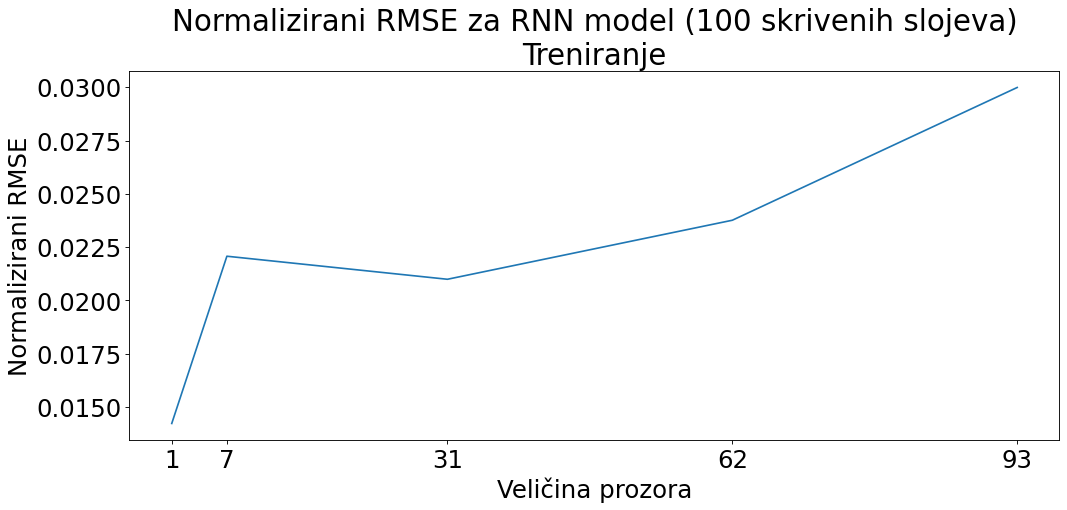 Normalizirani RMSE za RNN model (100 skrivenih slojeva)
Treniranje
Normalizirani RMSE
0.0300
0.0275
0.0250
0.0225
0.0200
0.0175
0.0150
1 7 31 62 93
Veličina prozora